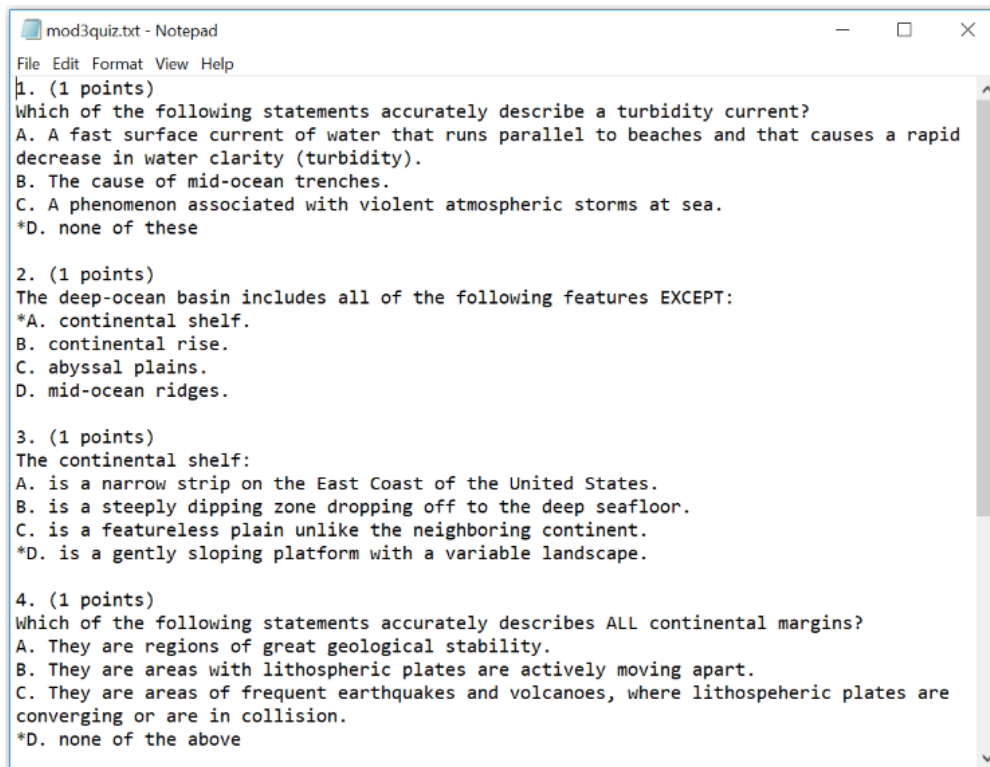 mod3quiz.txt - Notepad
File Edit Format View Help
1. (1 points)
Which of the following statements accurately describe a turbidity current?
A. A fast surface current of water that runs parallel to beaches and that causes a rapid
decrease in water clarity (turbidity).
B. The cause of mid-ocean trenches.
C. A phenomenon associated with violent atmospheric storms at sea.
*D. none of these
2. (1 points)
The deep-ocean basin includes all of the following features EXCEPT:
*A. continental shelf.
B. continental rise.
C. abyssal plains.
D. mid-ocean ridges.
3. (1 points)
The continental shelf:
A. is a narrow strip on the East Coast of the United States.
B. is a steeply dipping zone dropping off to the deep seafloor.
C. is a featureless plain unlike the neighboring continent.
*D. is a gently sloping platform with a variable landscape.
4. (1 points)
Which of the following statements accurately describes ALL continental margins?
A. They are regions of great geological stability.
B. They are areas with lithospheric plates are actively moving apart.
C. They are areas of frequent earthquakes and volcanoes, where lithospeheric plates are
converging or are in collision.
*D. none of the above